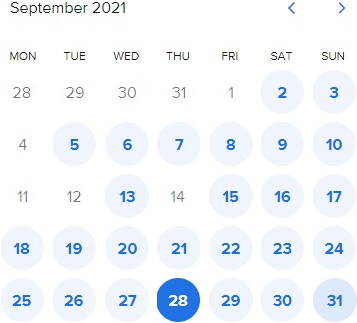 September 2021
MON TUE WED THU FRI SAT SUN
28 29 30 31 1 2 3
4 5 6 7 8 9 10
11 12 13 14 15 16 17
18 19 20 21 22 23 24
25 26 27 28 29 30 31